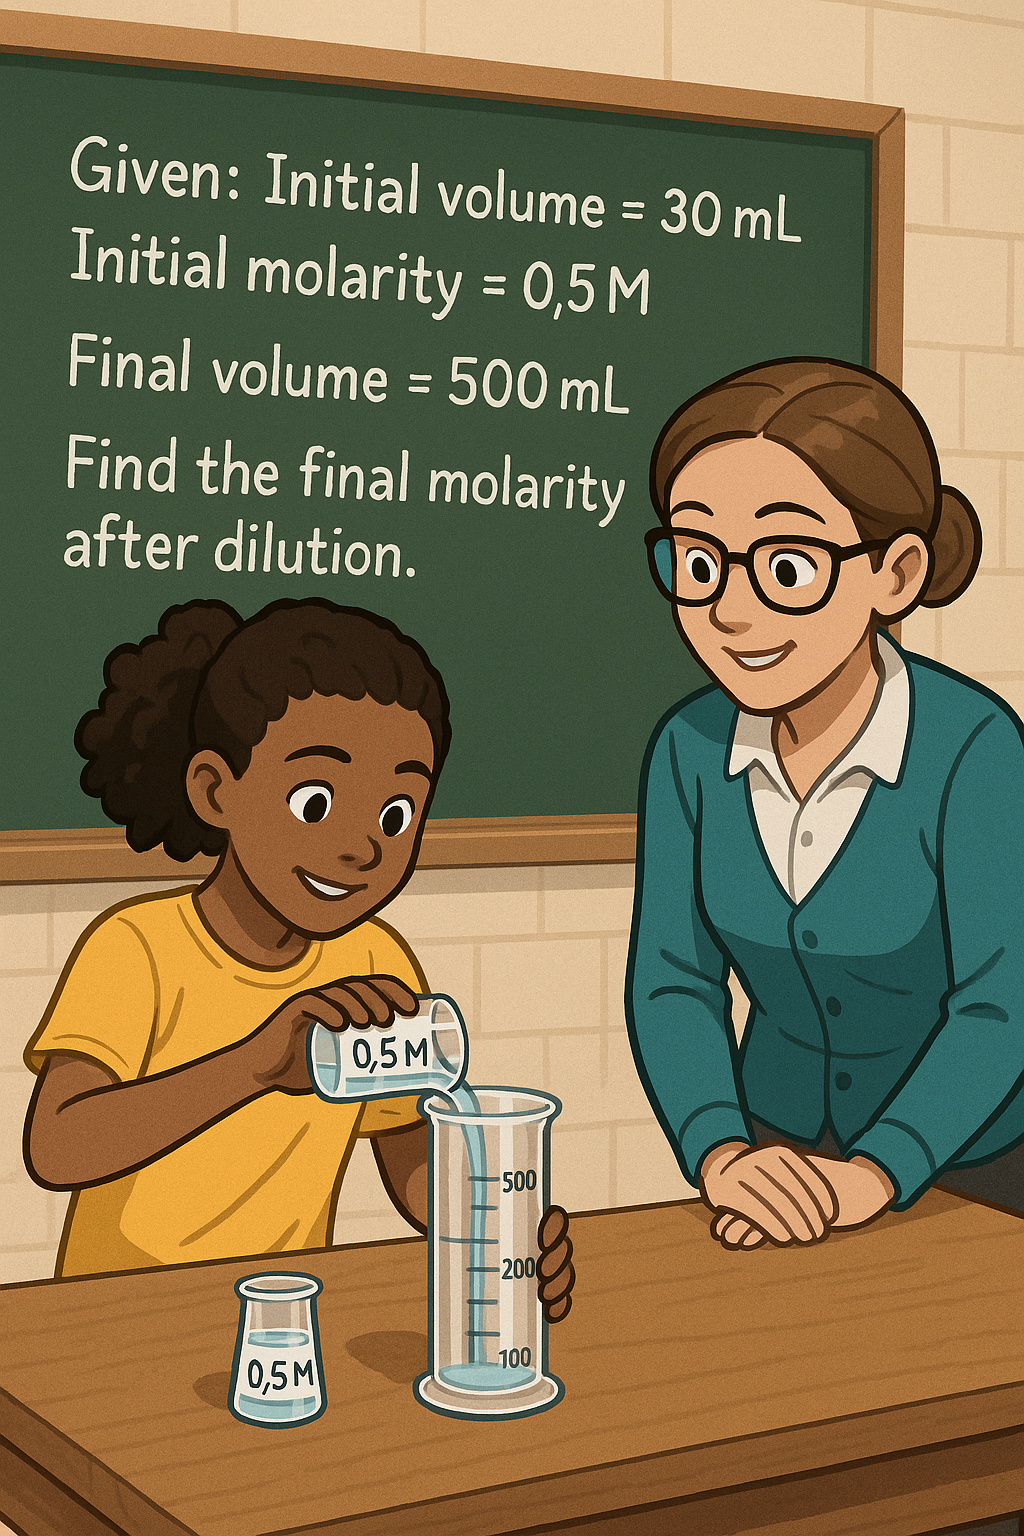 Given: Initial volume = 30 mL
Initial molarity = 0,5 M
Final volume = 500 mL
Find the final molarity
after dilution.
0,5 M
500
200
100
0,5 M